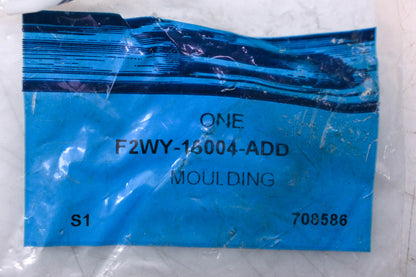 ONE
F2WY-16004-ADD
MOULDING
S1 708586